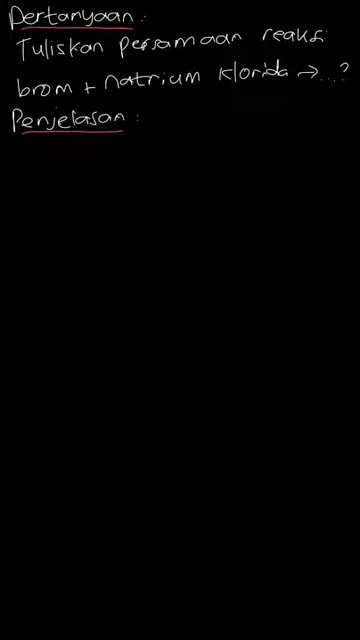 Pertanyaan :
Tuliskan persamaan reaksi
brom + natrium klorida → ...?
Penjelasan :